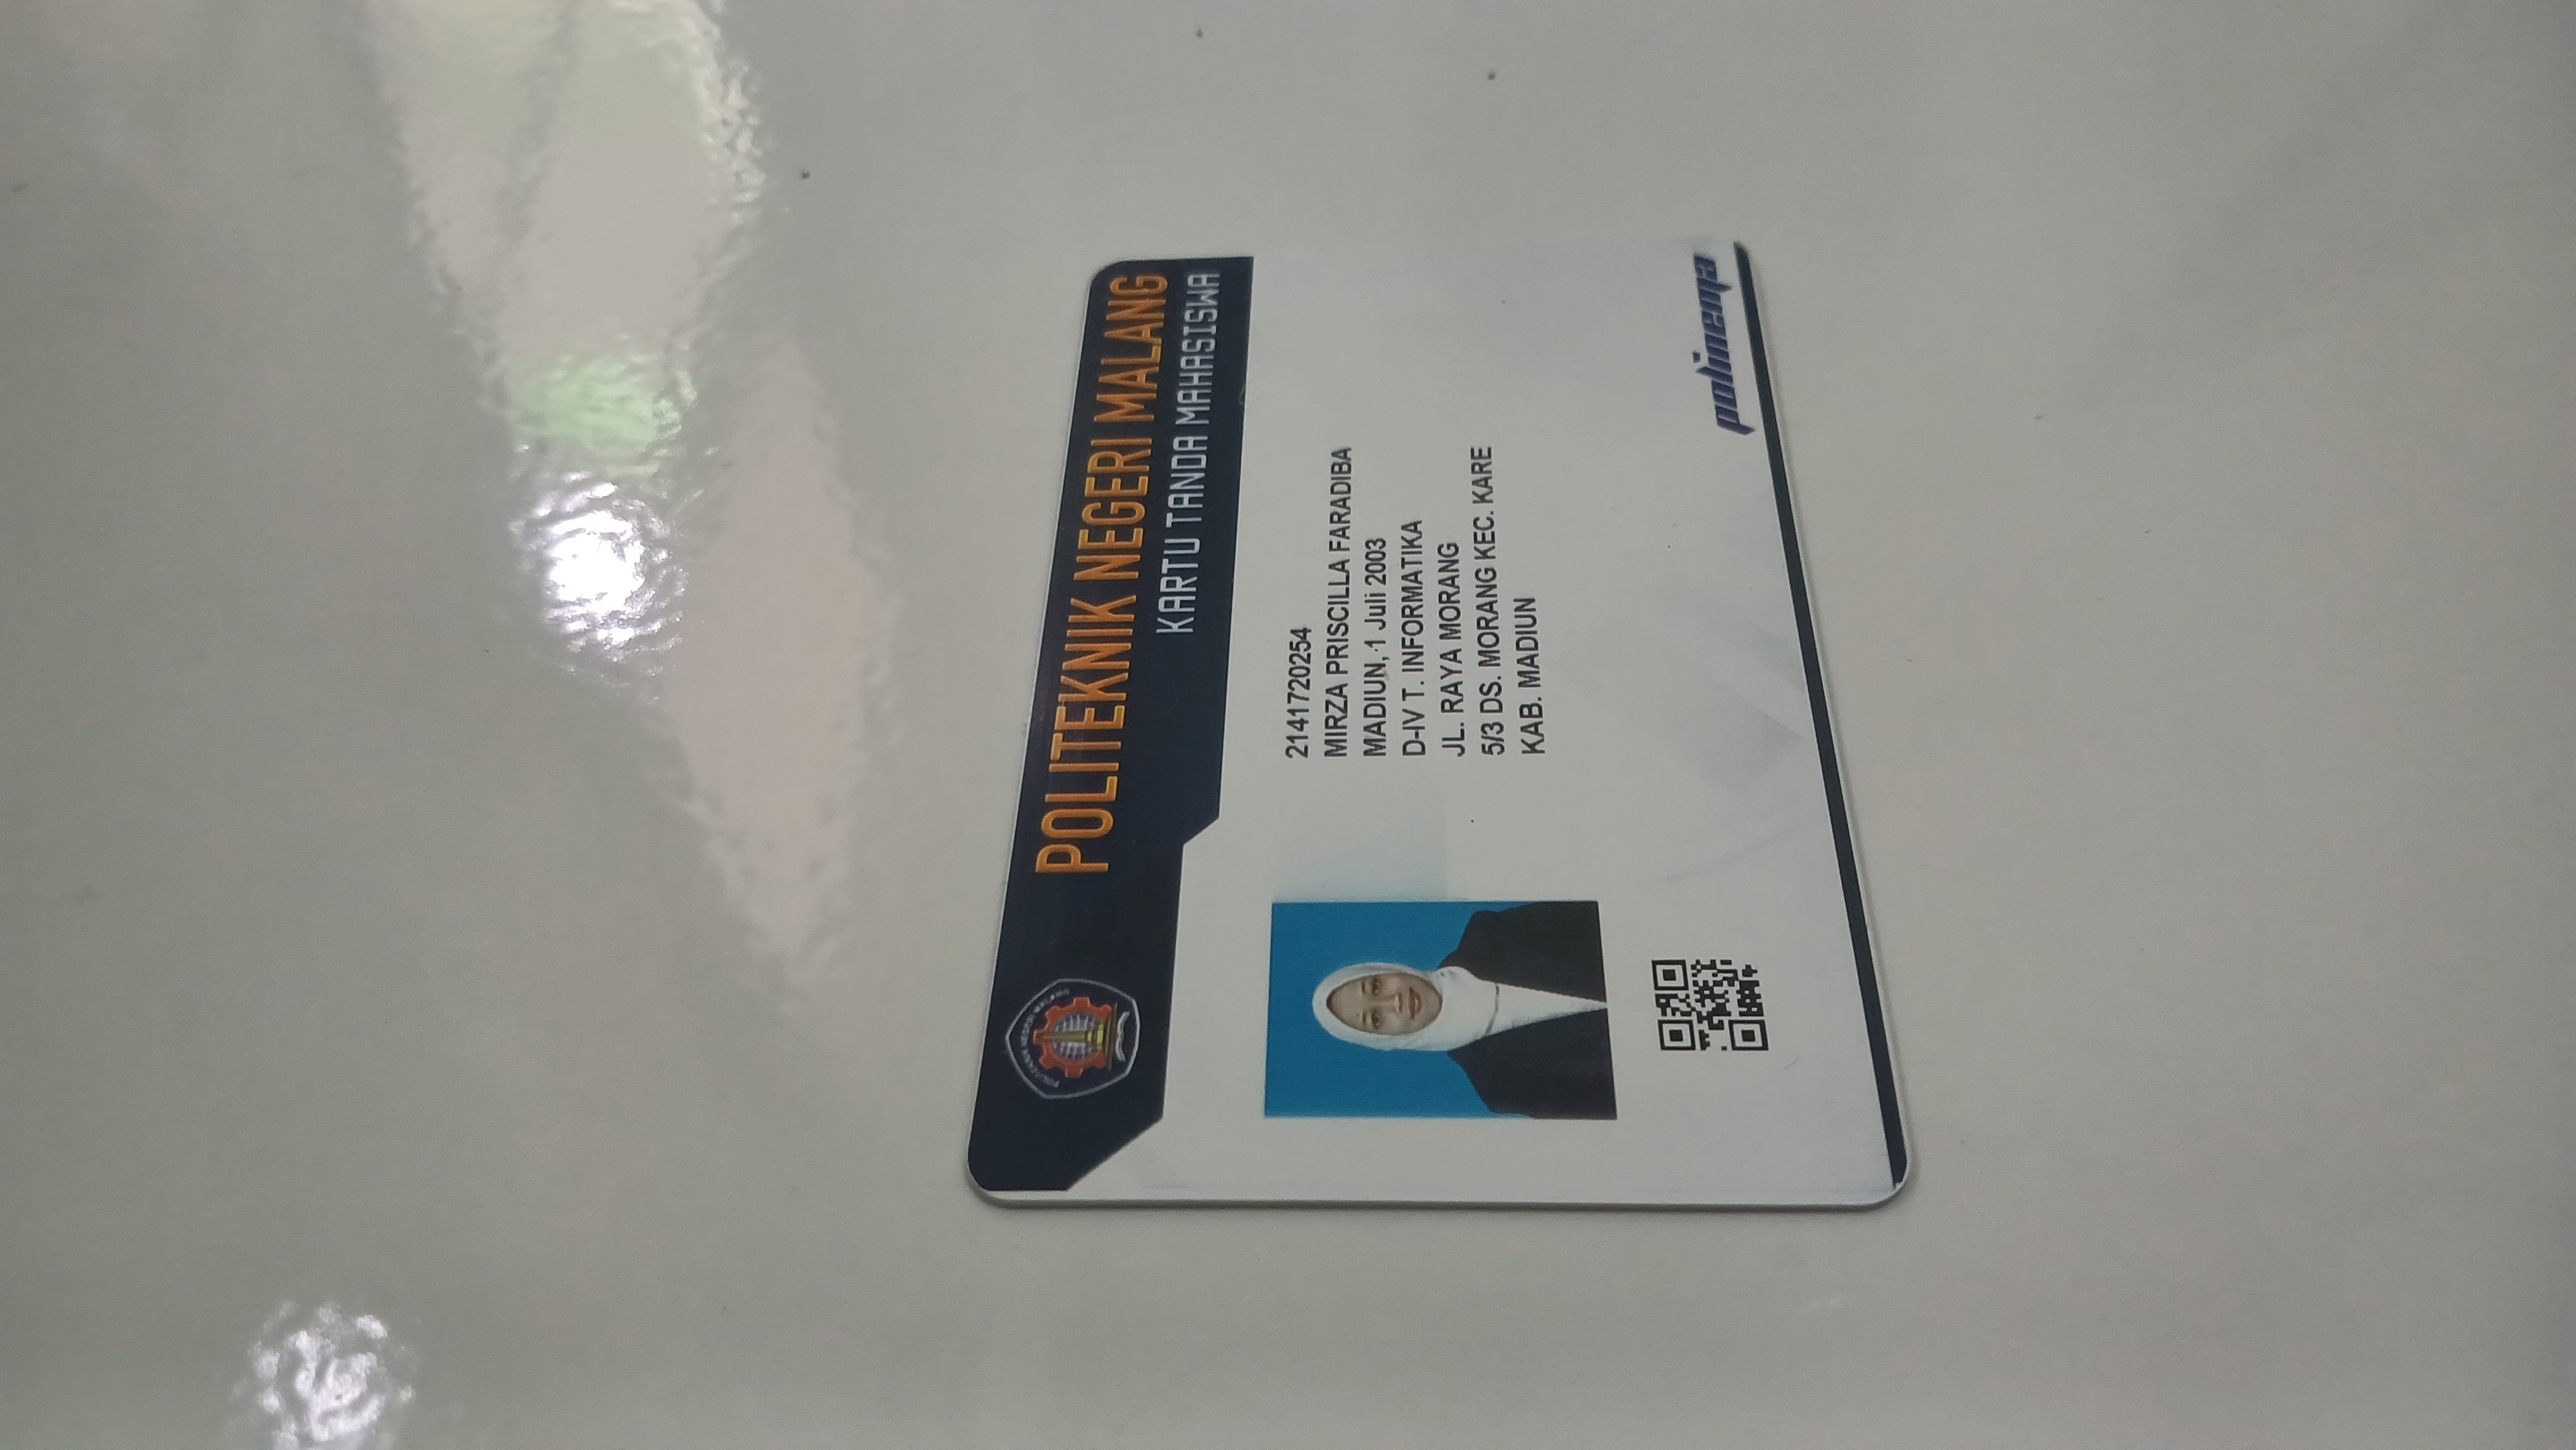 POLITEKNIK NEGERI MALANG
KARTU TANDA MAHASISWA
2141720254
MIRZA PRISCILLA FARADIBA
MADIUN, 1 Juli 2003
D-IV T. INFORMATIKA
JL. RAYA MORANG
5/3 DS. MORANG KEC. KARE
KAB. MADIUN
polinema